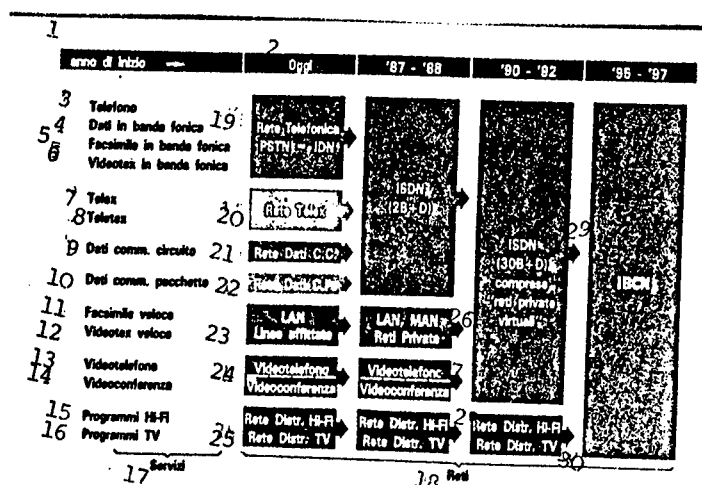 1
2
anno di inizio → Oggi '87 - '88 '90 - '92 '95 - '97
3 Telefono
4 Dati in banda fonica
5 Facsimile in banda fonica
6 Videotex in banda fonica
7 Telex
8 Teletex
9 Dati comm. circuito
10 Dati comm. pacchetto
11 Facsimile veloce
12 Videotex veloce
13 Videotelefono
14 Videoconferenza
15 Programmi HI-FI
16 Programmi TV
17 Servizi
19 Rete Telefonica
(PSTN) IDN)
20 Rete Telex
21 Rete Dati C.C.
22 Rete Dati
23 LAN
Linee affittate
24 Videotelefono
Videoconferenza
25 Rete Distr. HI-FI
Rete Distr. TV
ISDN
(2B+D)
LAN, MAN
Reti Private
26
Videotelefono
Videoconferenza
7
Rete Distr. HI-FI
Rete Distr. TV
2
ISDN
(30B+D)
comprese
reti private
virtuali
29
Rete Distr. HI-FI
Rete Distr. TV
30
IBCN
18 Reti